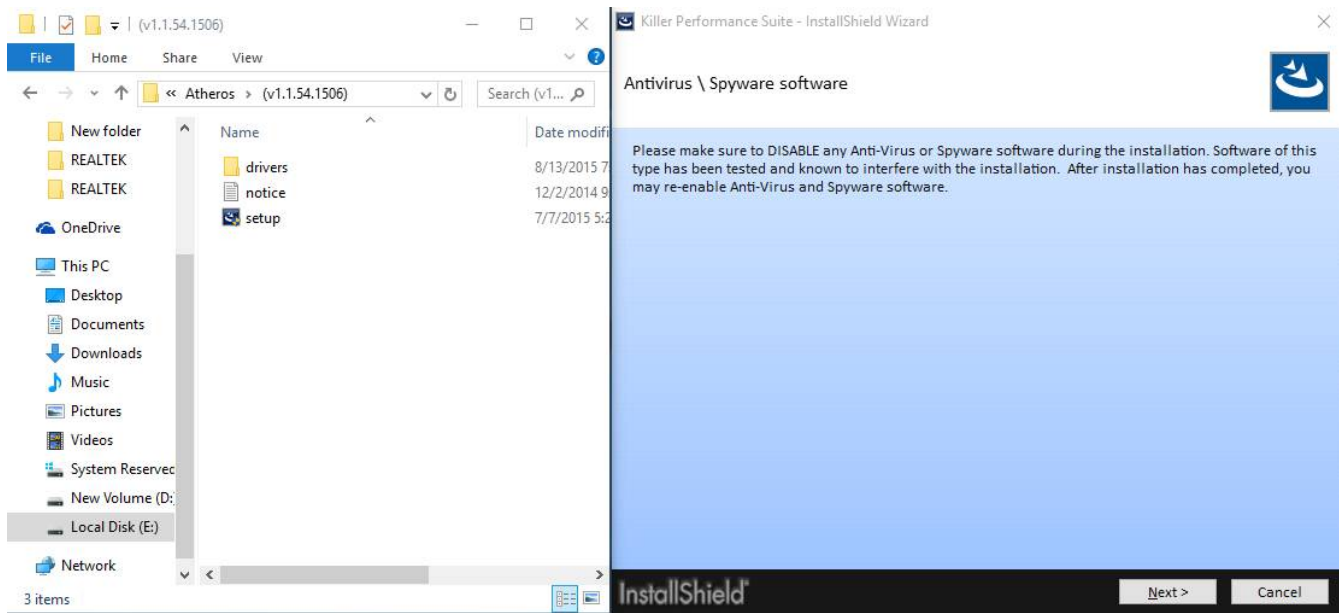 (v1.1.54.1506)
File Home Share View
« Atheros > (v1.1.54.1506)
Search (v1...
New folder
REALTEK
REALTEK
OneDrive
This PC
Desktop
Documents
Downloads
Music
Pictures
Videos
System Reserved
New Volume (D:
Local Disk (E:)
Network
Name Date modifi
drivers 8/13/2015 7
notice 12/2/2014 9
setup 7/7/2015 5:2
3 items
Killer Performance Suite - InstallShield Wizard
Antivirus \ Spyware software
Please make sure to DISABLE any Anti-Virus or Spyware software during the installation. Software of this
type has been tested and known to interfere with the installation. After installation has completed, you
may re-enable Anti-Virus and Spyware software.
InstallShield
Next > Cancel